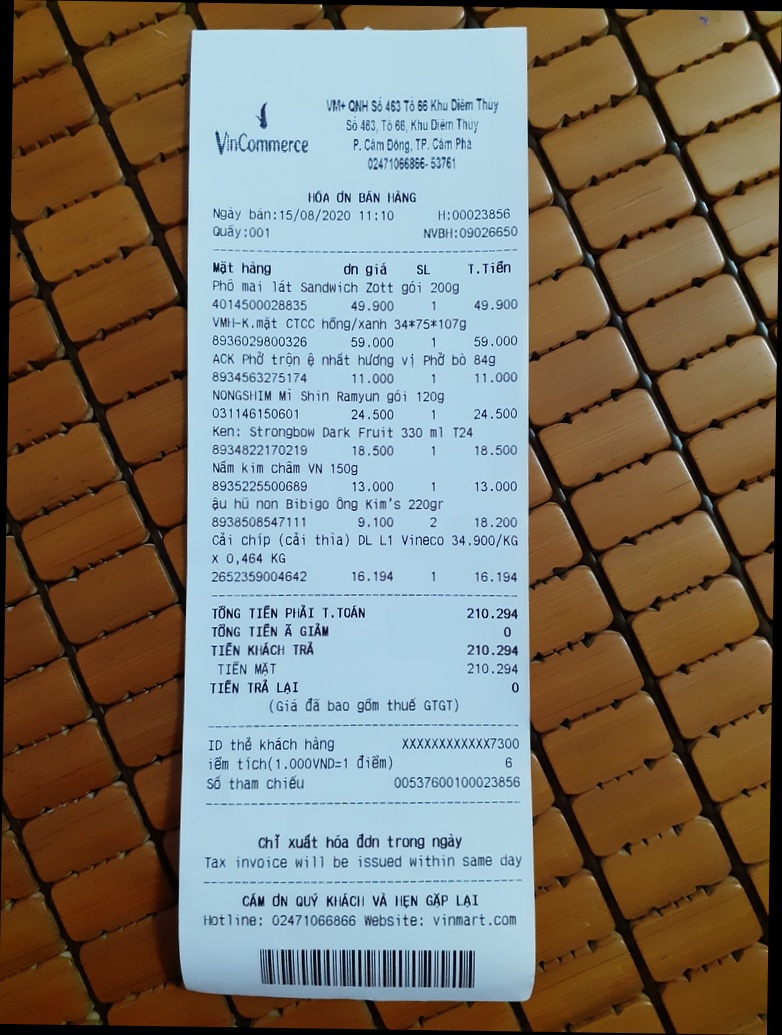 VinCommerce
VM+ QNH Số 463 Tổ 66 Khu Diêm Thủy
Số 463, Tổ 66, Khu Diêm Thủy
P. Cẩm Đông, TP. Cẩm Phả
02471066866-53761
HÓA ƠN BÁN HÀNG
Ngày bán:15/08/2020 11:10 H:00023856
Quầy:001 NVBH:09026650
Mặt hàng ơn giá SL T.Tiền
Phô mai lát Sandwich Zott gói 200g
4014500028835 49.900 1 49.900
VMH-K.mặt CTCC hồng/xanh 34*75*107g
8936029800326 59.000 1 59.000
ACK Phở trộn ệ nhất hương vị Phở bò 84g
8934563275174 11.000 1 11.000
NONGSHIM Mì Shin Ramyun gói 120g
031146150601 24.500 1 24.500
Ken: Strongbow Dark Fruit 330 ml T24
8934822170219 18.500 1 18.500
Nấm kim châm VN 150g
8935225500689 13.000 1 13.000
ậu hũ non Bibigo Ông Kim's 220gr
8938508547111 9.100 2 18.200
Cải chíp (cải thìa) DL L1 Vineco 34.900/KG
X 0,464 KG
2652359004642 16.194 1 16.194
TỔNG TIỀN PHẢI T.TOÁN 210.294
TỔNG TIỀN Ã GIẢM 0
TIỀN KHÁCH TRẢ 210.294
TIỀN MẶT 210.294
TIỀN TRẢ LẠI 0
(Giá đã bao gồm thuế GTGT)
ID thẻ khách hàng XXXXXXXXXXXX7300
iểm tích(1.000VND=1 điểm) 6
Số tham chiếu 00537600100023856
Chỉ xuất hóa đơn trong ngày
Tax invoice will be issued within same day
CẢM ƠN QUÝ KHÁCH VÀ HẸN GẶP LẠI
Hotline: 02471066866 Website: vinmart.com